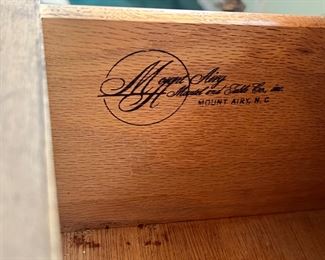 Mount Airy
Mantel and Table Co., Inc.
MOUNT AIRY, N. C.